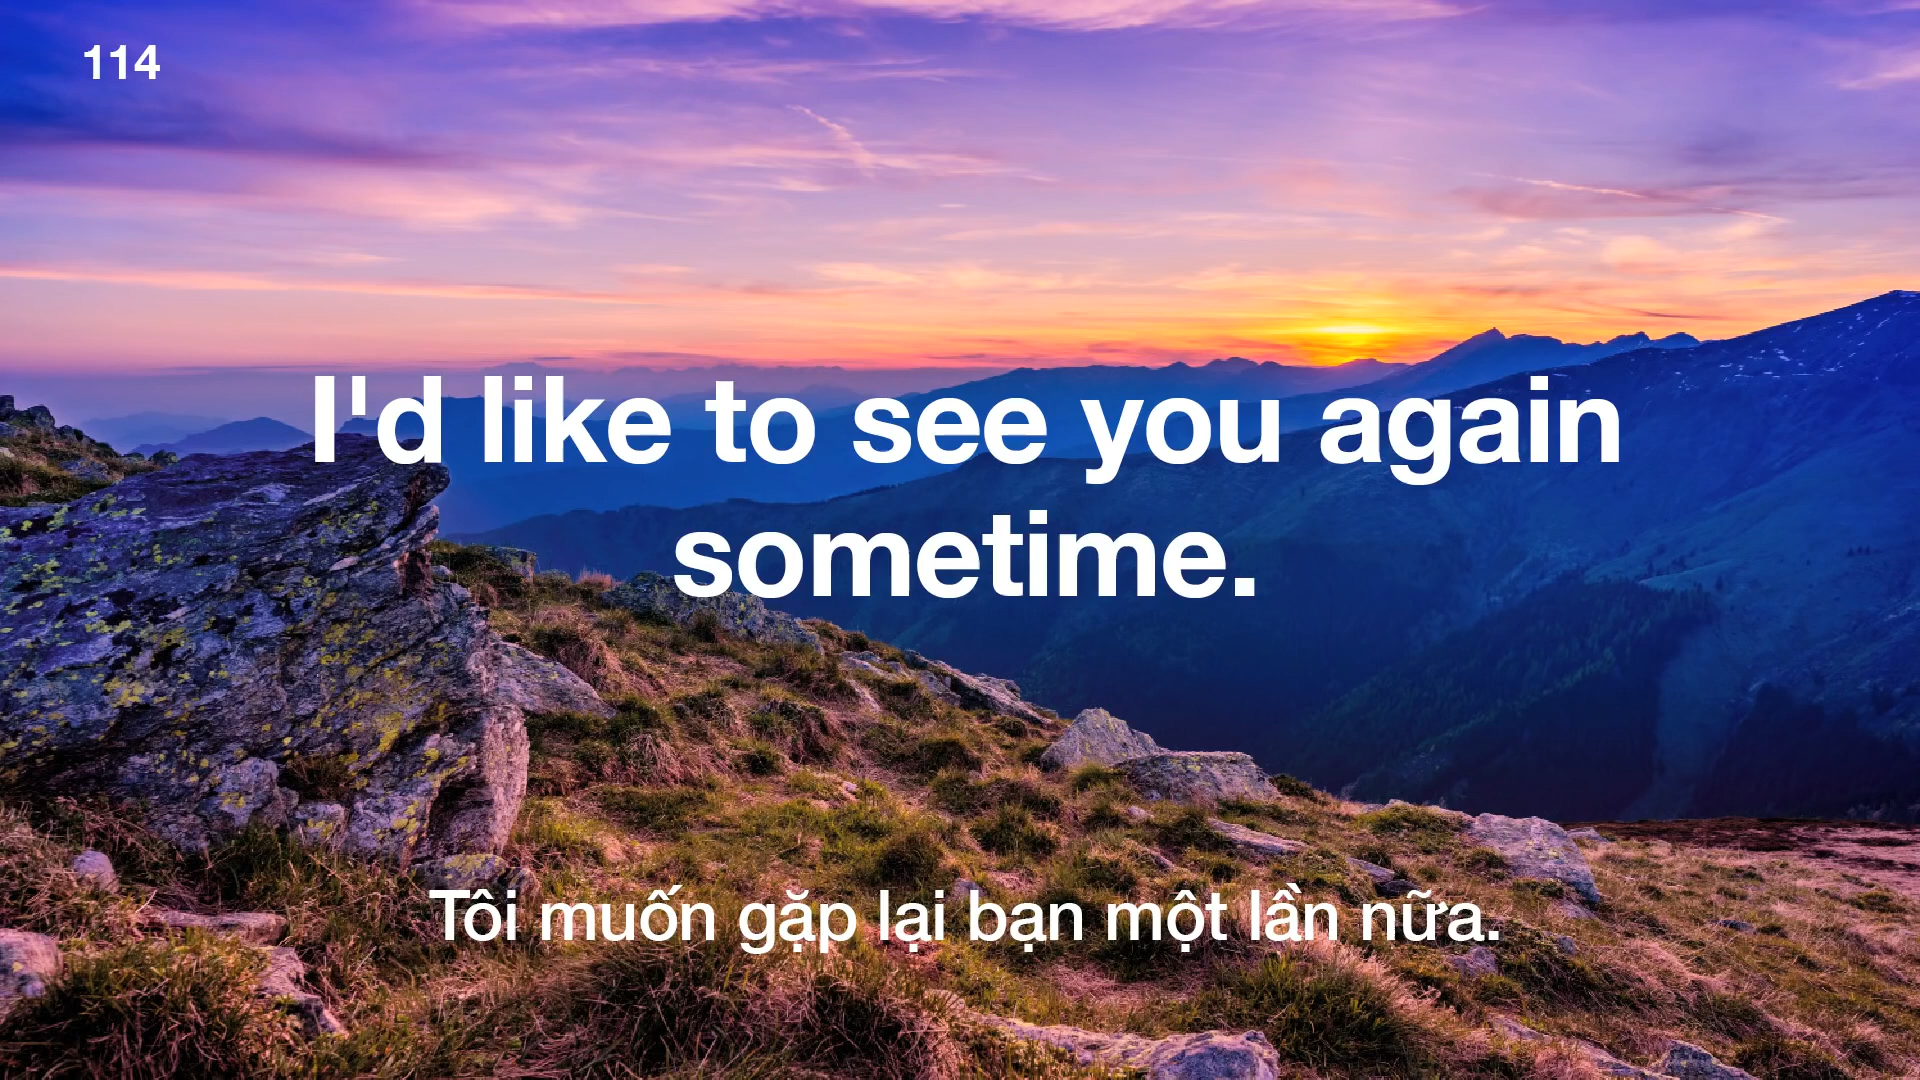 114
I'd like to see you again
sometime.
Tôi muốn gặp lại bạn một lần nữa.